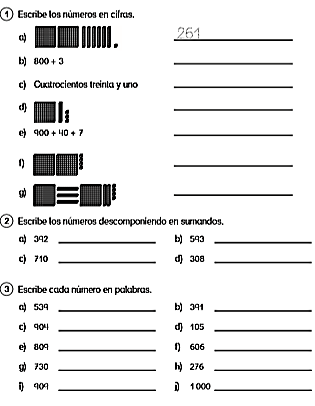 1 Escribe los números en cifras.
a) 261
b) 800 + 3
c) Cuatrocientos treinta y uno
d)
e) 900 + 40 + 7
f)
g)
2 Escribe los números descomponiendo en sumandos.
a) 392 b) 593
c) 710 d) 308
3 Escribe cada número en palabras.
a) 539 b) 391
c) 904 d) 105
e) 809 f) 606
g) 730 h) 276
i) 909 j) 1000